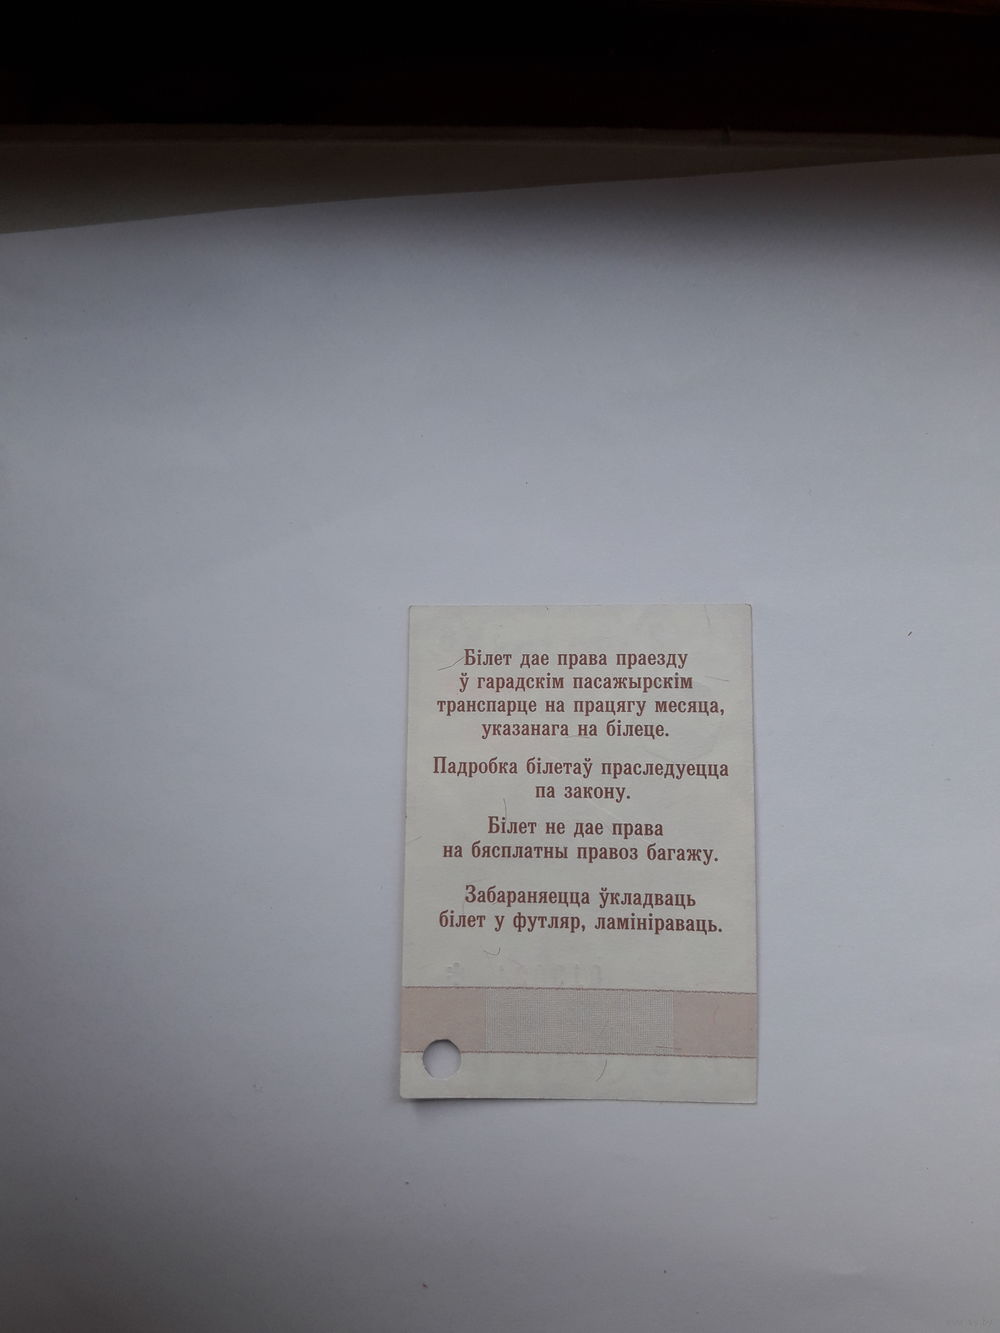 Білет дае права праезду
ў гарадскім пасажырскім
транспарце на працягу месяца,
указанага на білеце.
Падробка білетаў праследуецца
па закону.
Білет не дае права
на бясплатны правоз багажу.
Забараняецца ўкладваць
білет у футляр, ламініраваць.